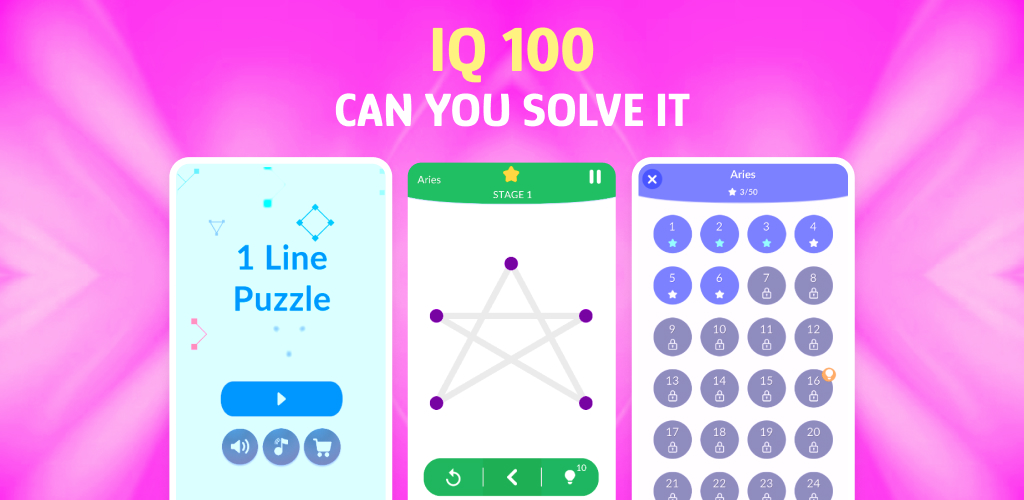 IQ 100
CAN YOU SOLVE IT
1 Line
Puzzle
Aries
STAGE 1
10
Aries
3/50
1 2 3 4
5 6 7 8
9 10 11 12
13 14 15 16
17 18 19 20
21 22 23 24